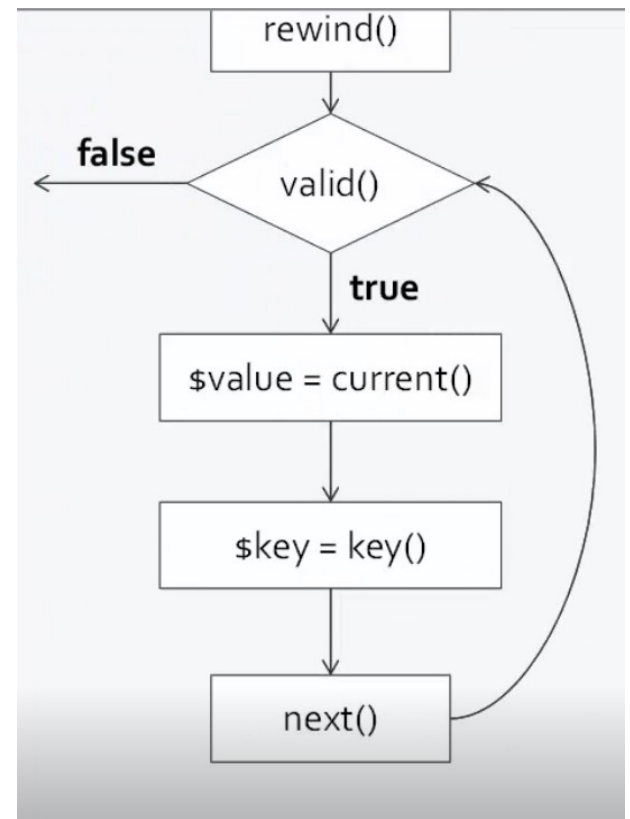 rewind()
false
valid()
true
$value = current()
$key = key()
next()